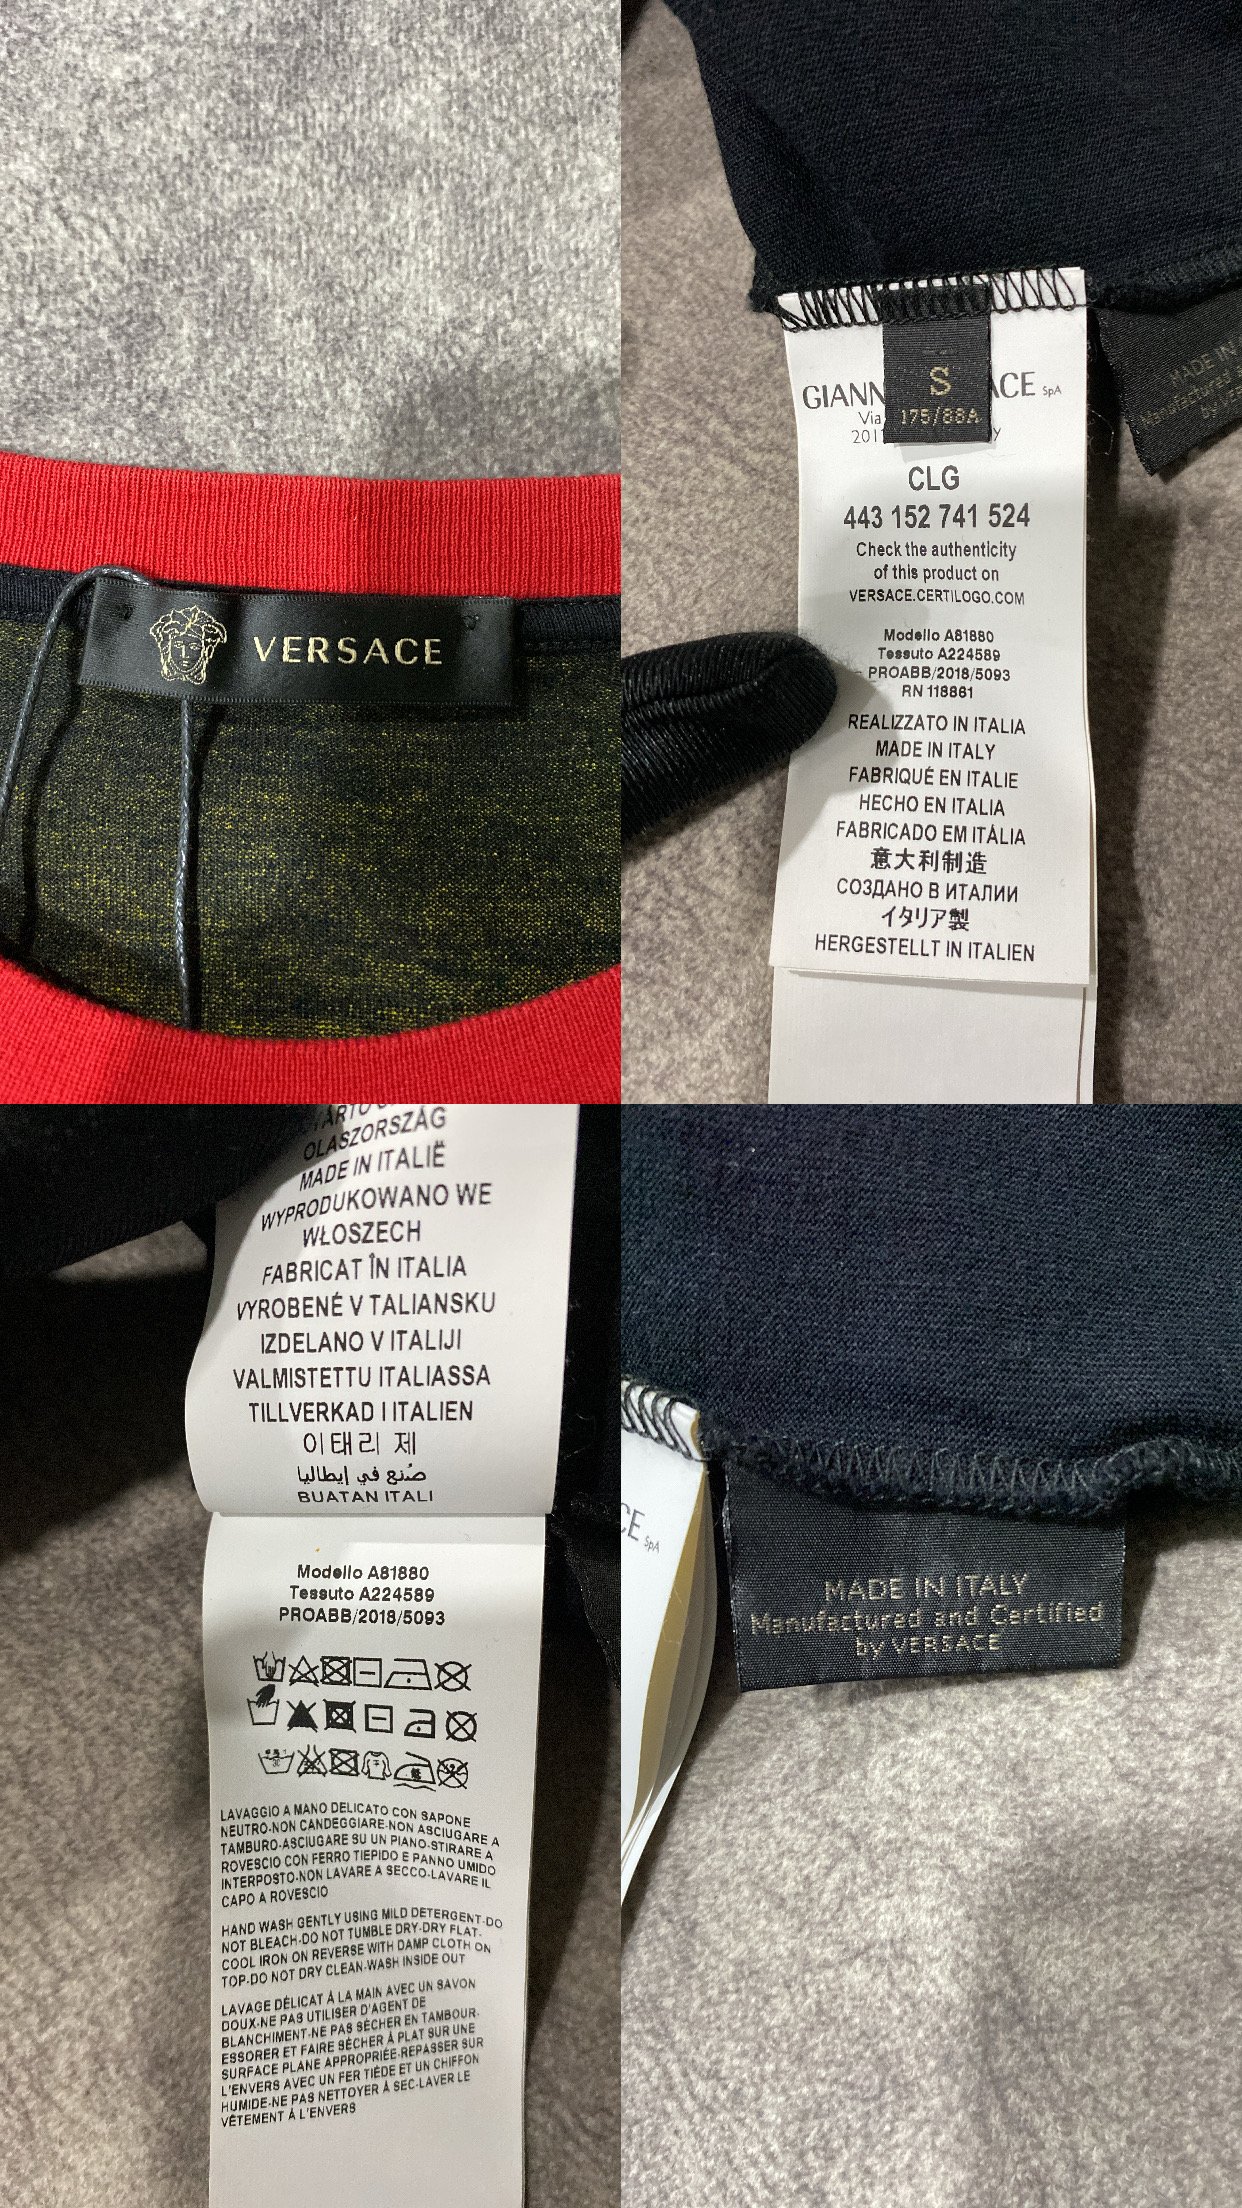 VERSACE
S
175/88A
GIANN
ACE SpA
Via
201
y
CLG
443 152 741 524
Check the authenticity
of this product on
VERSACE.CERTILOGO.COM
Modello A81880
Tessuto A224589
PROABB/2018/5093
RN 118861
REALIZZATO IN ITALIA
MADE IN ITALY
FABRIQUÉ EN ITALIE
HECHO EN ITALIA
FABRICADO EM ITÁLIA
意大利制造
СОЗДАНО В ИТАЛИИ
イタリア製
HERGESTELLT IN ITALIEN
MADE IN
Manufactured
by
OLASZORSZÁG
MADE IN ITALIË
WYPRODUKOWANO WE
WŁOSZECH
FABRICAT ÎN ITALIA
VYROBENÉ V TALIANSKU
IZDELANO V ITALIJI
VALMISTETTU ITALIASSA
TILLVERKAD I ITALIEN
이태리 제
صُنع في إيطاليا
BUATAN ITALI
Modello A81880
Tessuto A224589
PROABB/2018/5093
LAVAGGIO A MANO DELICATO CON SAPONE
NEUTRO-NON CANDEGGIARE-NON ASCIUGARE A
TAMBURO-ASCIUGARE SU UN PIANO-STIRARE A
ROVESCIO CON FERRO TIEPIDO E PANNO UMIDO
INTERPOSTO-NON LAVARE A SECCO-LAVARE IL
CAPO A ROVESCIO
HAND WASH GENTLY USING MILD DETERGENT-DO
NOT BLEACH-DO NOT TUMBLE DRY-DRY FLAT-
COOL IRON ON REVERSE WITH DAMP CLOTH ON
TOP-DO NOT DRY CLEAN-WASH INSIDE OUT
LAVAGE DÉLICAT À LA MAIN AVEC UN SAVON
DOUX-NE PAS UTILISER D'AGENT DE
BLANCHIMENT-NE PAS SÉCHER EN TAMBOUR-
ESSORER ET FAIRE SÉCHER À PLAT SUR UNE
SURFACE PLANE APPROPRIÉE-REPASSER SUR
L'ENVERS AVEC UN FER TIÈDE ET UN CHIFFON
HUMIDE-NE PAS NETTOYER À SEC-LAVER LE
VÊTEMENT À L'ENVERS
CE SpA
MADE IN ITALY
Manufactured and Certified
by VERSACE